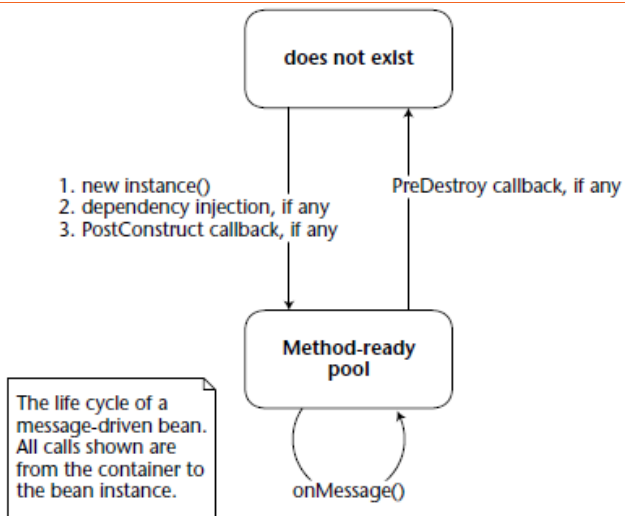 does not exist
1. new instance()
2. dependency injection, if any
3. PostConstruct callback, if any
PreDestroy callback, if any
Method-ready
pool
The life cycle of a
message-driven bean.
All calls shown are
from the container to
the bean instance.
onMessage()